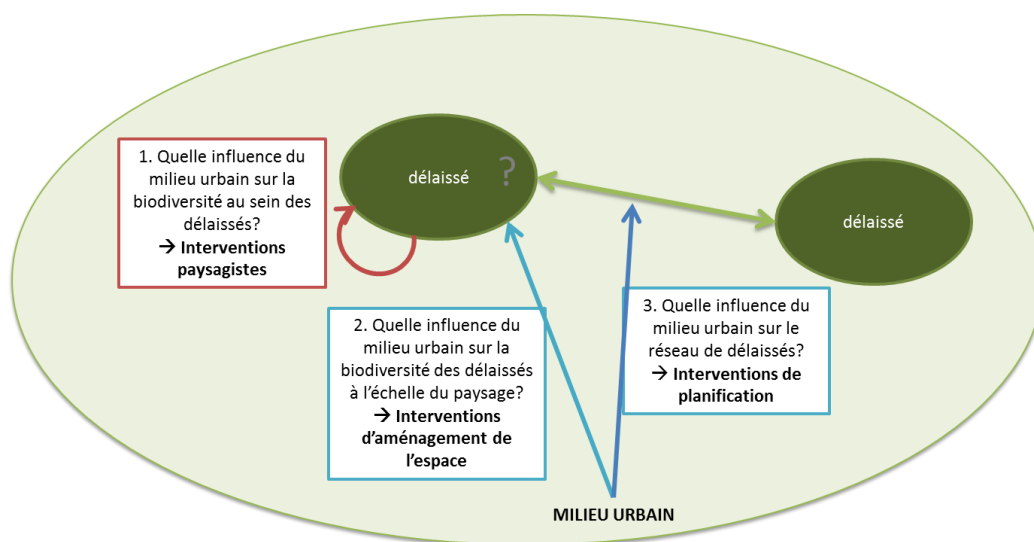 1. Quelle influence du
milieu urbain sur la
biodiversité au sein des
délaissés?
→ Interventions
paysagistes
délaissé
?
délaissé
2. Quelle influence du
milieu urbain sur la
biodiversité des délaissés
à l'échelle du paysage?
→ Interventions
d'aménagement de
l'espace
3. Quelle influence du
milieu urbain sur le
réseau de délaissés?
→ Interventions de
planification
MILIEU URBAIN